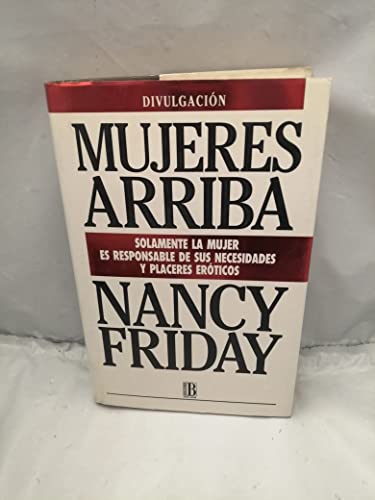 DIVULGACIÓN
MUJERES
ARRIBA
SOLAMENTE LA MUJER
ES RESPONSABLE DE SUS NECESIDADES
Y PLACERES ERÓTICOS
NANCY
FRIDAY
B